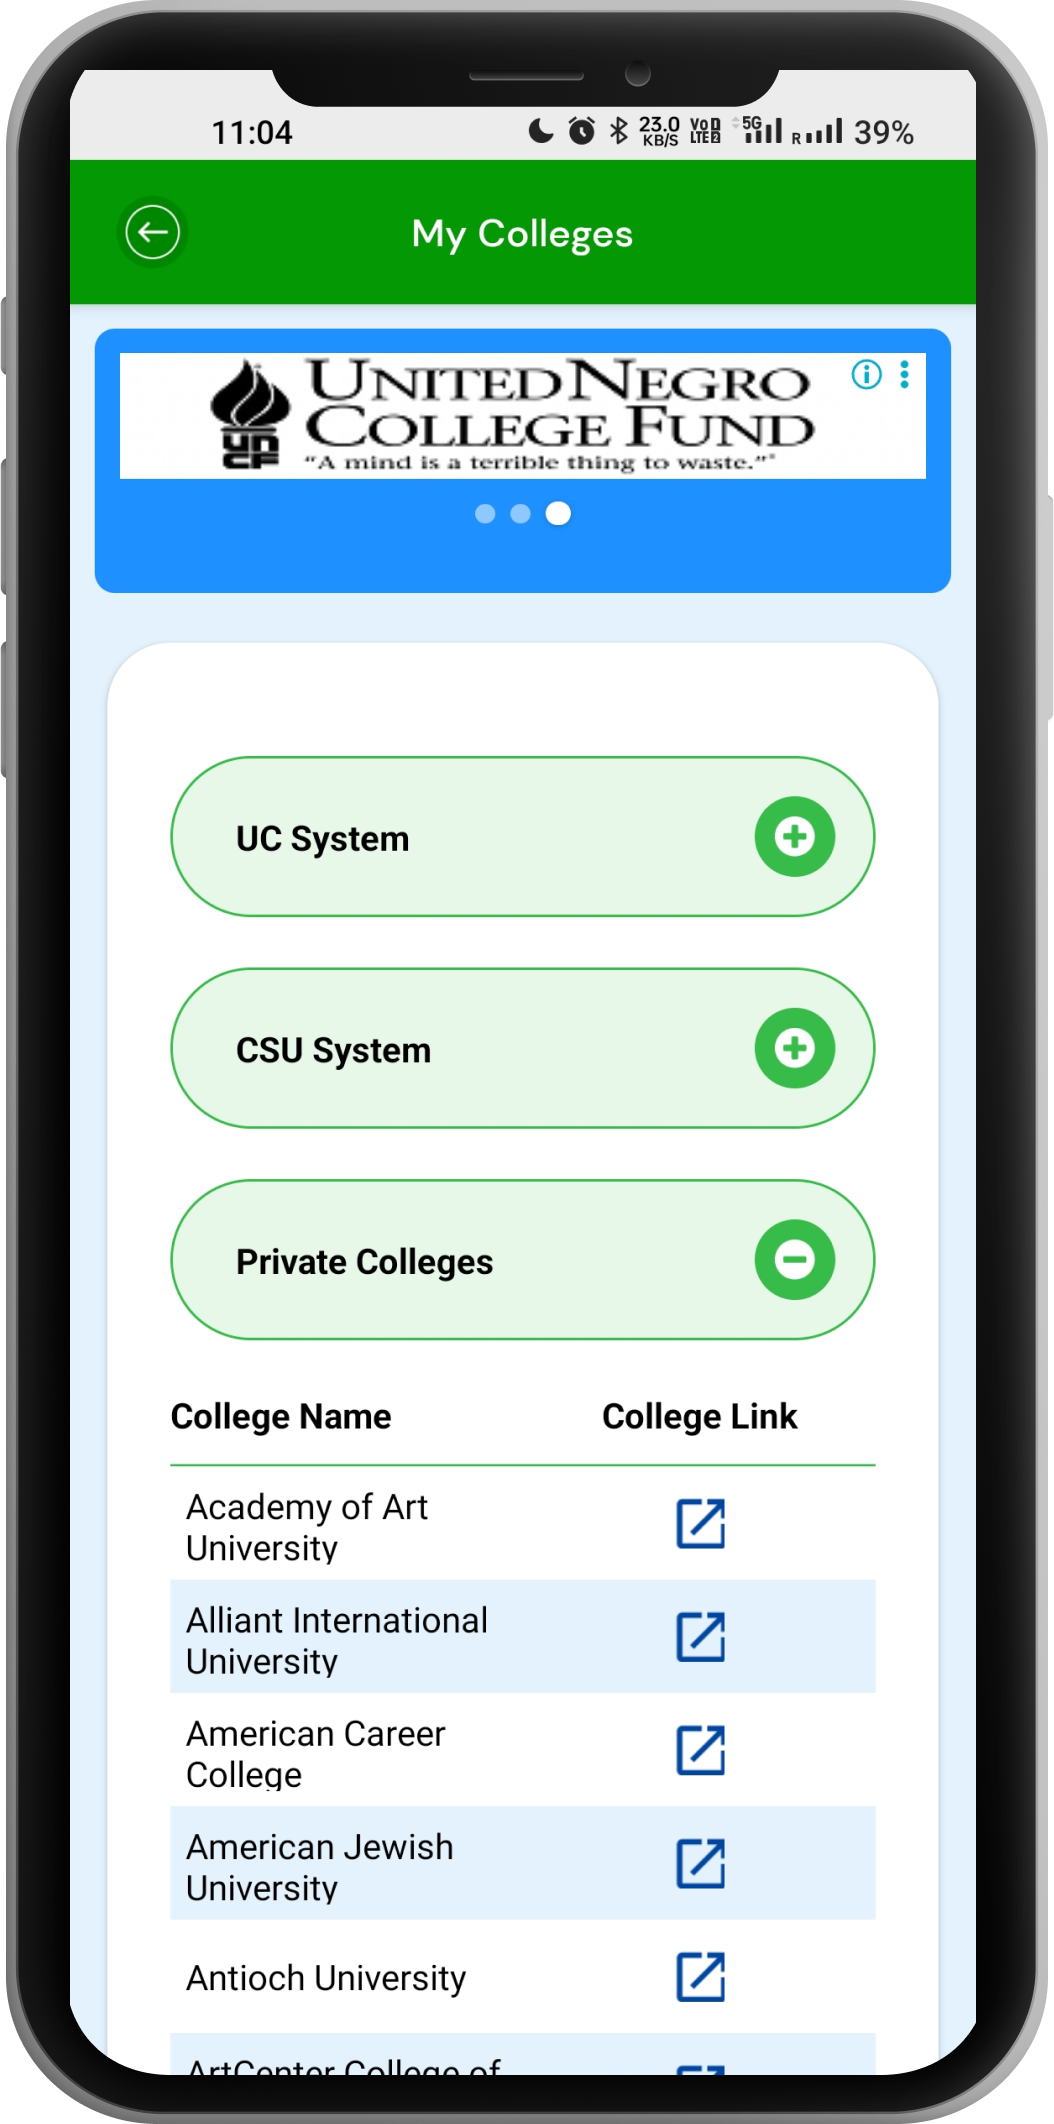 11:04
23.0
KB/S
VoD
LTE2
5G
R
39%
My Colleges
UNITED NEGRO
COLLEGE FUND
"A mind is a terrible thing to waste."®
UNCF
UC System
CSU System
Private Colleges
College Name College Link
Academy of Art
University
Alliant International
University
American Career
College
American Jewish
University
Antioch University
ArtCenter College of